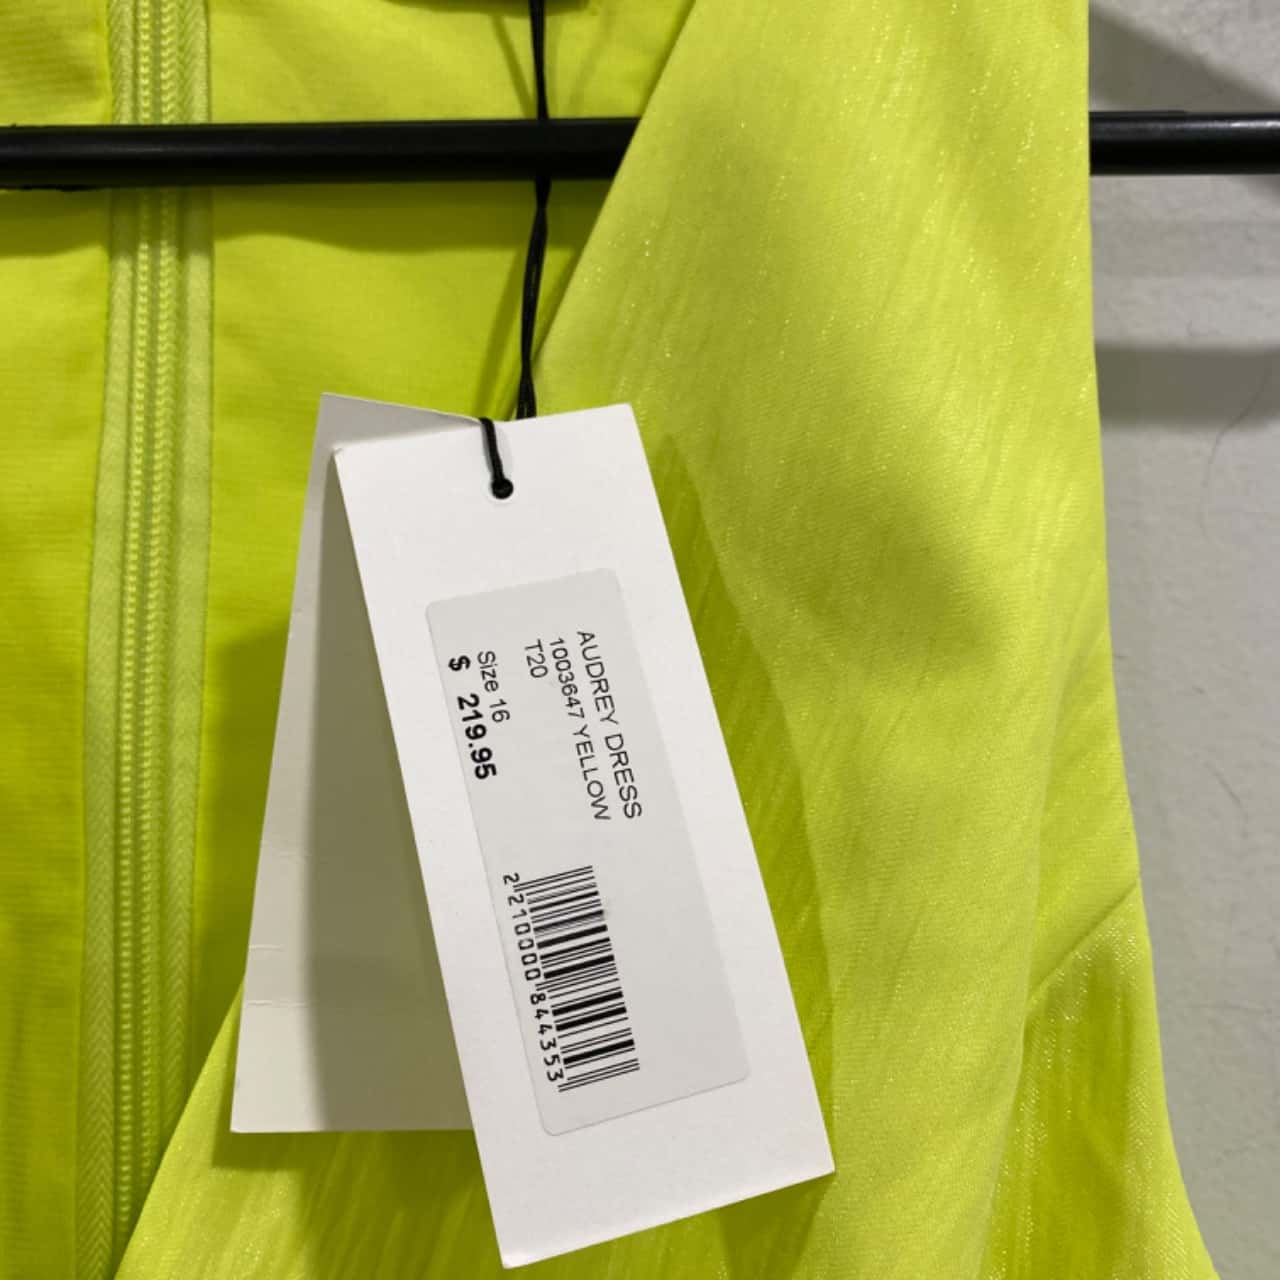 AUDREY DRESS
1003647 YELLOW
T20
Size 16
$ 219.95
2210000844353